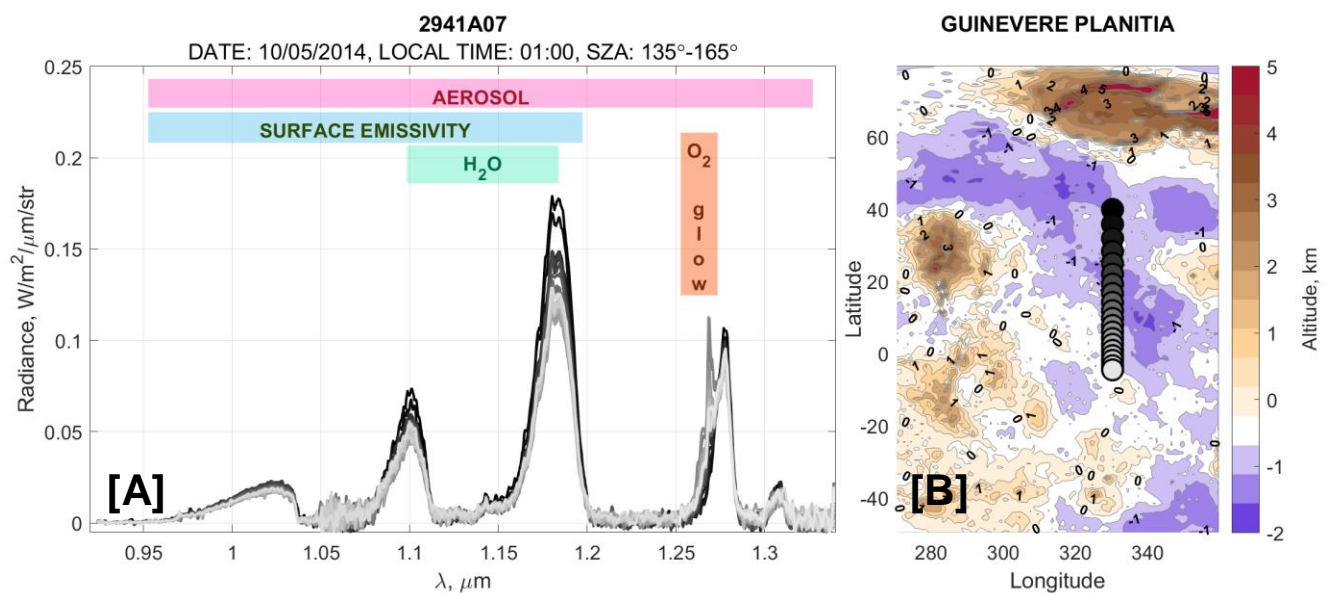 2941A07
DATE: 10/05/2014, LOCAL TIME: 01:00, SZA: 135°-165°
Radiance, W/m²/μm/str
0.25
0.2
0.15
0.1
0.05
0
AEROSOL
SURFACE EMISSIVITY
H₂O
O₂
g
l
o
w
[A]
0.95
1
1.05
1.1
1.15
1.2
1.25
1.3
λ, μm
GUINEVERE PLANITIA
Latitude
60
40
20
0
-20
-40
[B]
280
300
320
340
Longitude
5
4
3
2
1
0
-1
-2
Altitude, km